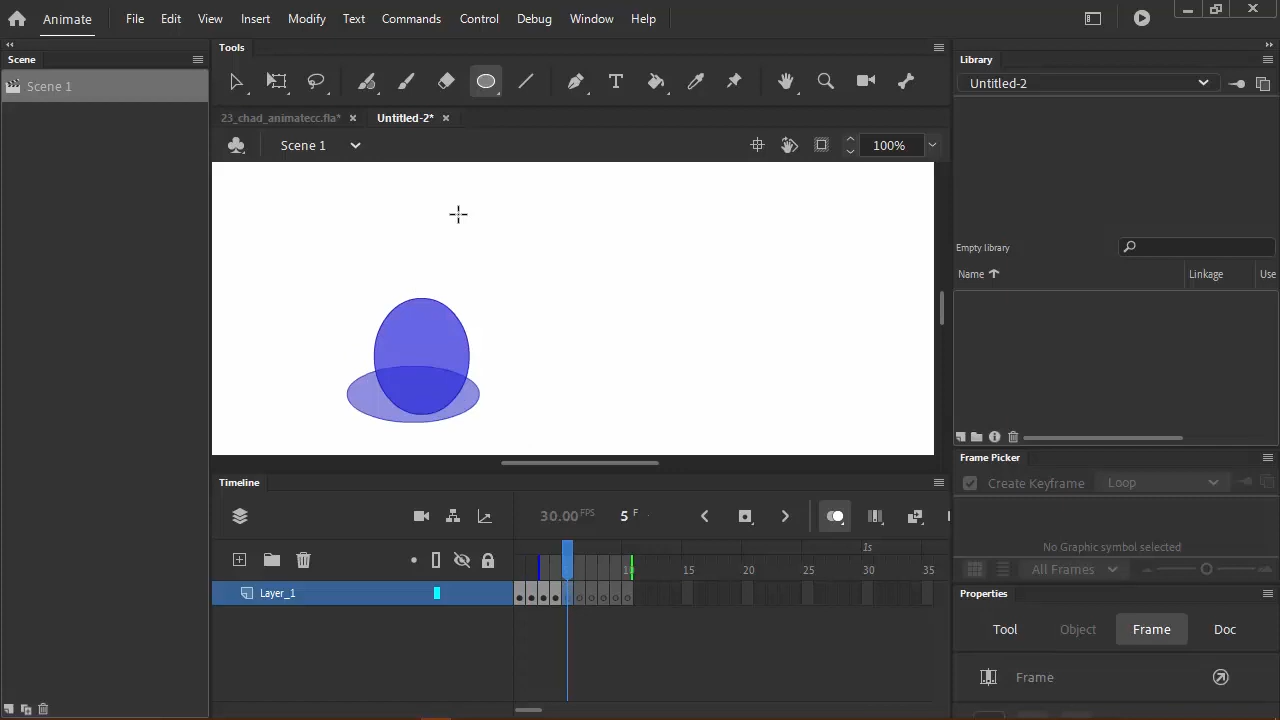 Animate File Edit View Insert Modify Text Commands Control Debug Window Help
Scene
Scene 1
Tools
T
23_chad_animatecc.fla* Untitled-2*
Scene 1
100%
Timeline
30.00 FPS 5 F
1s
10 15 20 25 30 35
Layer_1
Library
Untitled-2
Empty library
Name Linkage Use
Frame Picker
Create Keyframe Loop
No Graphic symbol selected
All Frames
Properties
Tool Object Frame Doc
Frame